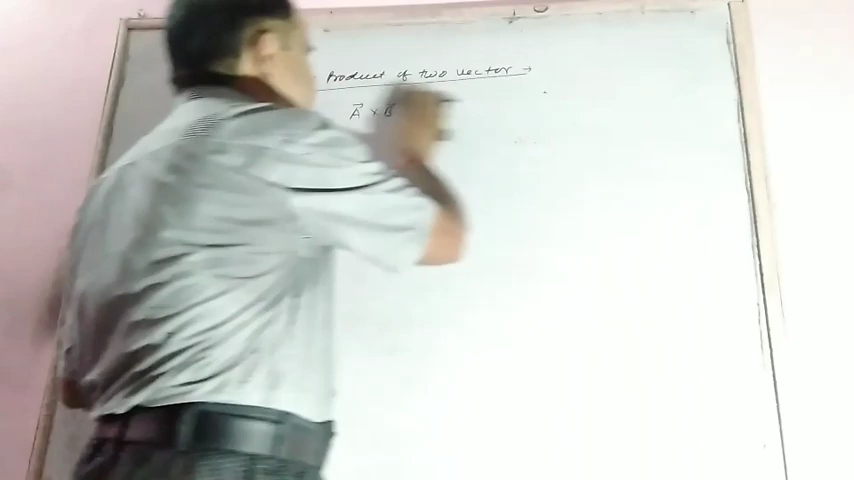 Product of two vector →
A⃗ × B